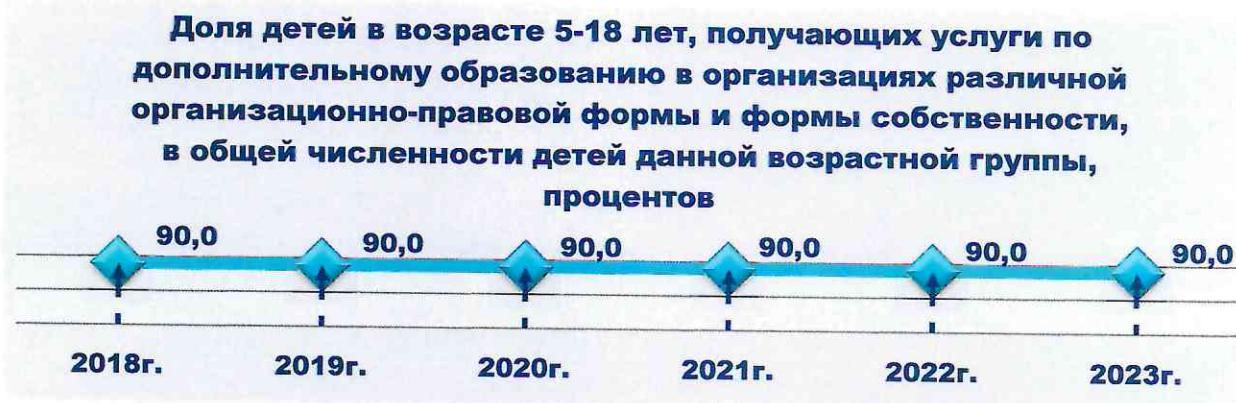 Доля детей в возрасте 5-18 лет, получающих услуги по
дополнительному образованию в организациях различной
организационно-правовой формы и формы собственности,
в общей численности детей данной возрастной группы,
процентов
90,0 90,0 90,0 90,0 90,0 90,0
2018г. 2019г. 2020г. 2021г. 2022г. 2023г.